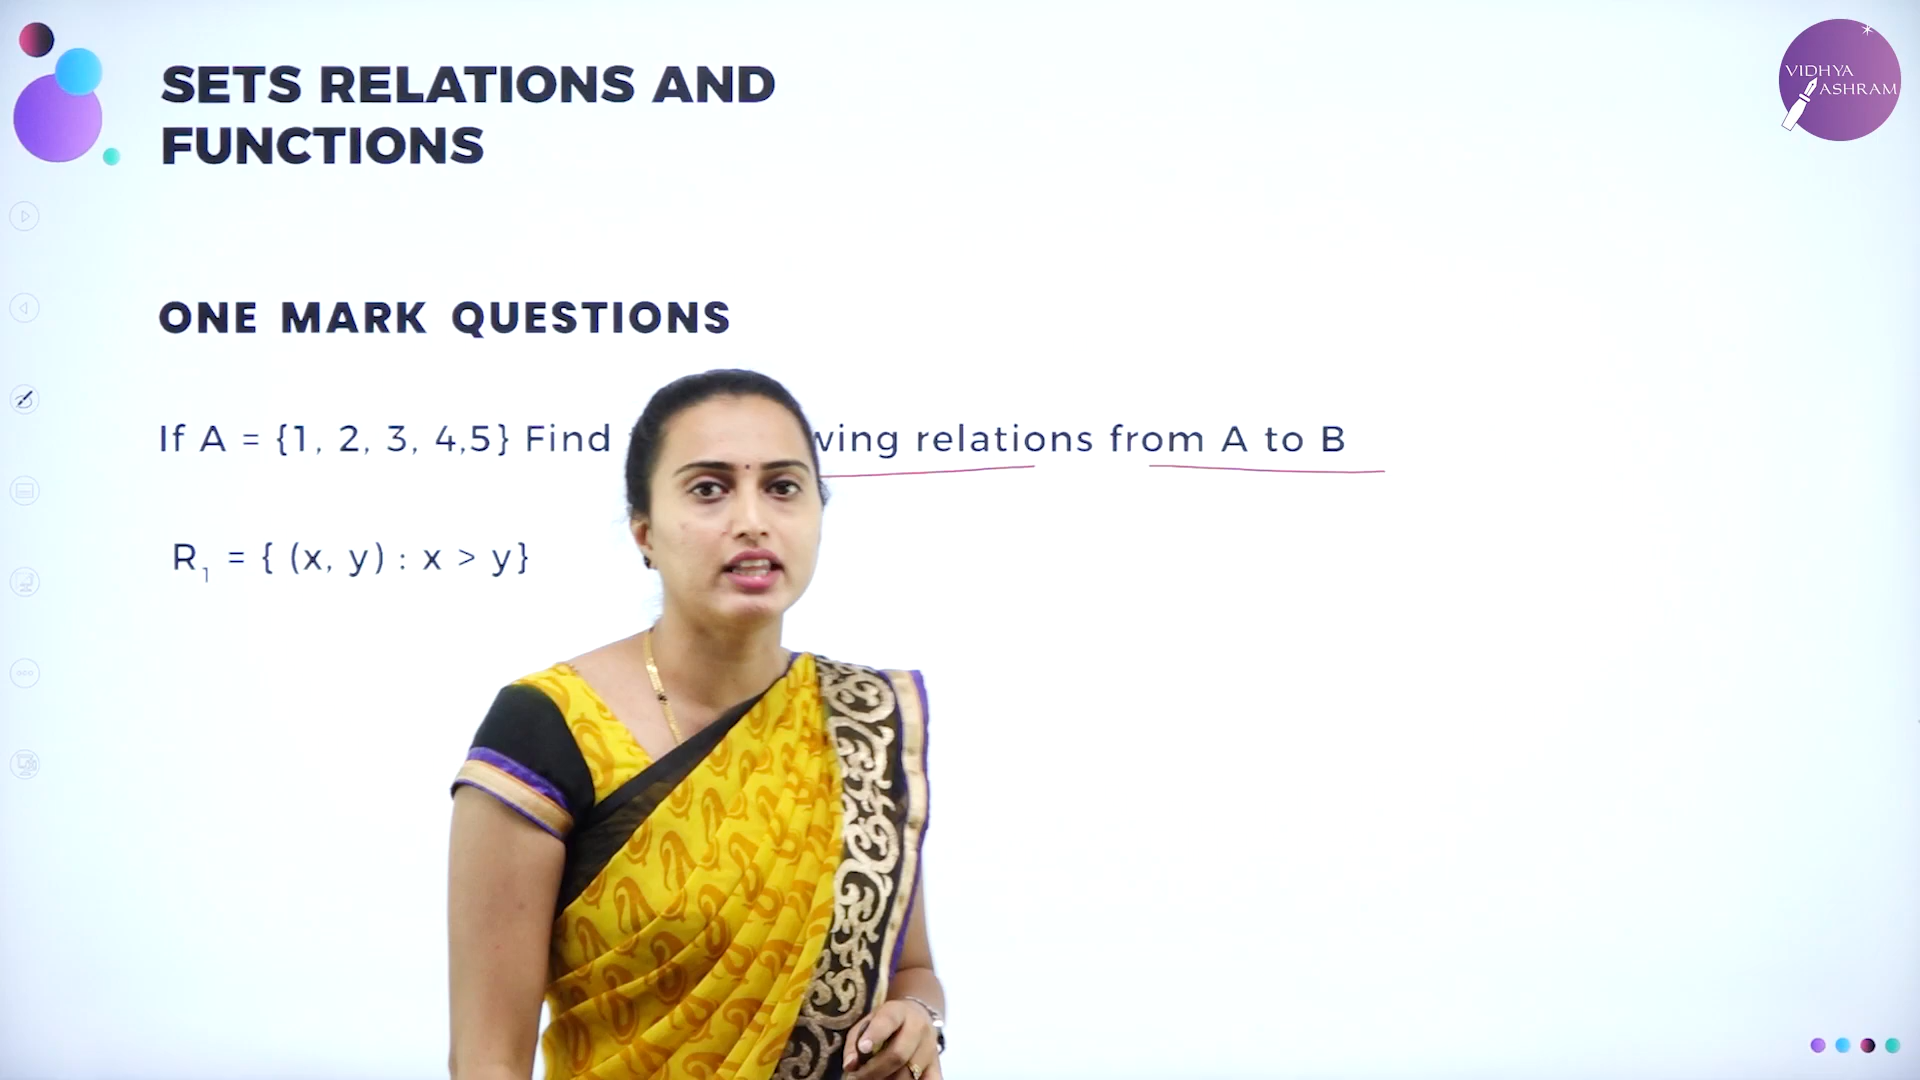 SETS RELATIONS AND
FUNCTIONS
VIDHYA
ASHRAM
ONE MARK QUESTIONS
If A = {1, 2, 3, 4,5} Find relations from A to B
R₁ = { (x, y) : x > y}